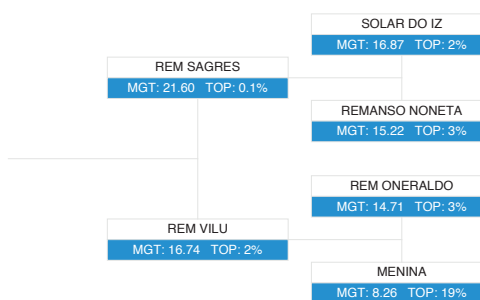 SOLAR DO IZ
MGT: 16.87 TOP: 2%
REM SAGRES
MGT: 21.60 TOP: 0.1%
REMANSO NONETA
MGT: 15.22 TOP: 3%
REM ONERALDO
MGT: 14.71 TOP: 3%
REM VILU
MGT: 16.74 TOP: 2%
MENINA
MGT: 8.26 TOP: 19%